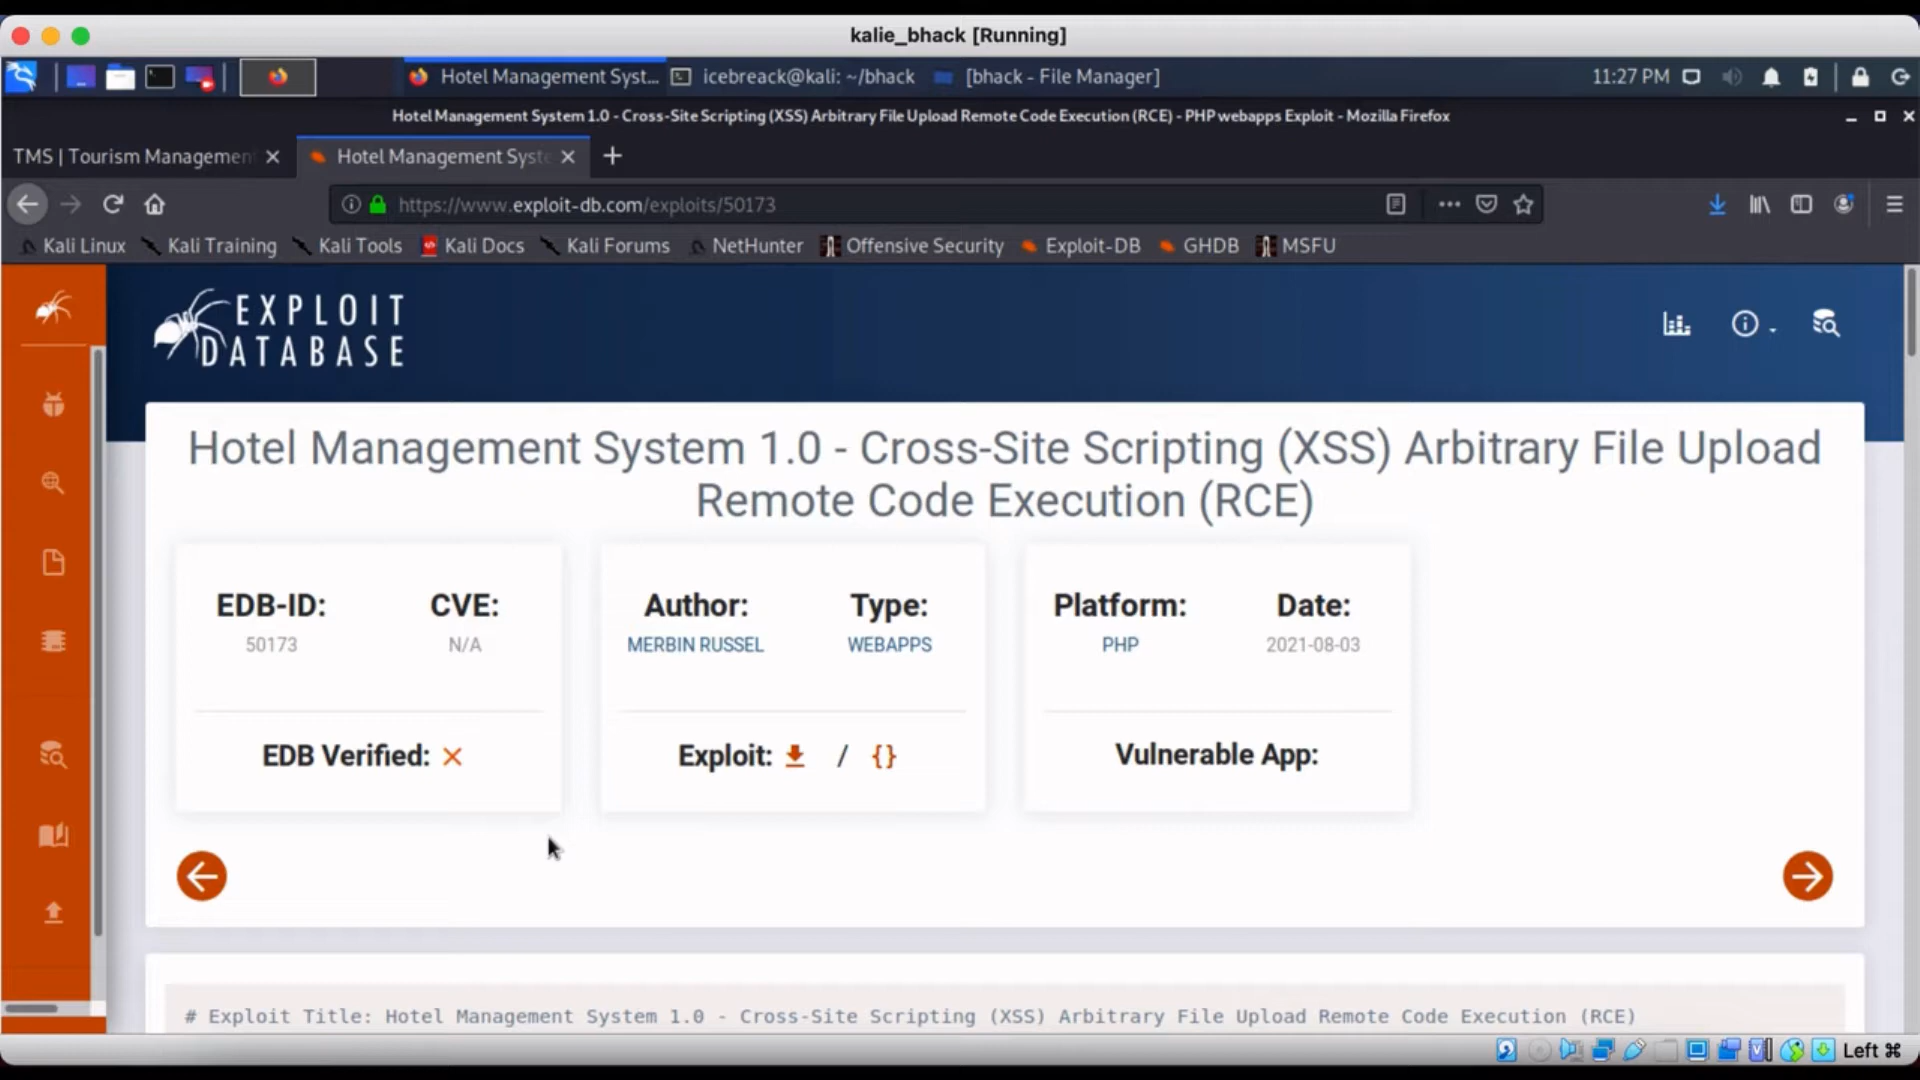 kalie_bhack [Running]
Hotel Management Syst... icebreack@kali: ~/bhack [bhack - File Manager] 11:27 PM
Hotel Management System 1.0 - Cross-Site Scripting (XSS) Arbitrary File Upload Remote Code Execution (RCE) - PHP webapps Exploit - Mozilla Firefox
TMS | Tourism Managemen Hotel Management Syst
https://www.exploit-db.com/exploits/50173
Kali Linux Kali Training Kali Tools Kali Docs Kali Forums NetHunter Offensive Security Exploit-DB GHDB MSFU
EXPLOIT
DATABASE
Hotel Management System 1.0 - Cross-Site Scripting (XSS) Arbitrary File Upload
Remote Code Execution (RCE)
EDB-ID: CVE: Author: Type: Platform: Date:
50173 N/A MERBIN RUSSEL WEBAPPS PHP 2021-08-03
EDB Verified: Exploit: / {} Vulnerable App:
# Exploit Title: Hotel Management System 1.0 - Cross-Site Scripting (XSS) Arbitrary File Upload Remote Code Execution (RCE)
Left ⌘